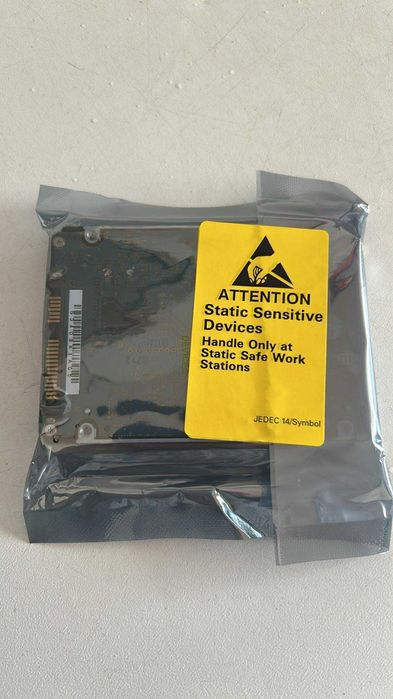 ATTENTION
Static Sensitive
Devices
Handle Only at
Static Safe Work
Stations
JEDEC 14/Symbol